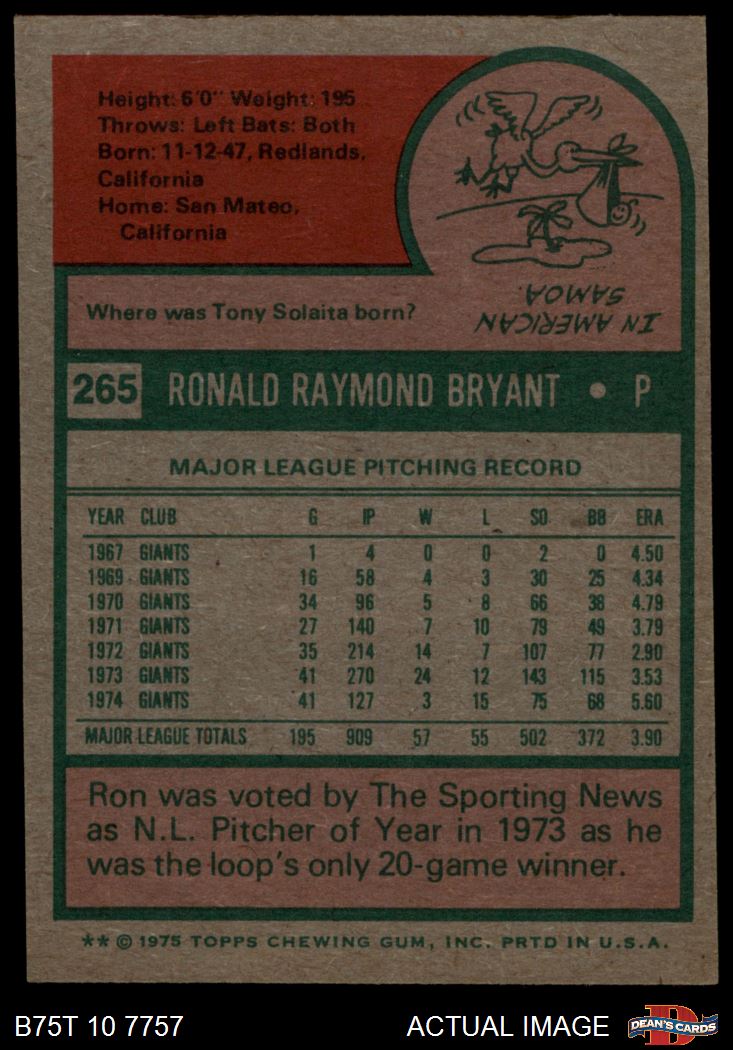 Height: 6'0" Weight: 195
Throws: Left Bats: Both
Born: 11-12-47, Redlands,
California
Home: San Mateo,
California
Where was Tony Solaita born?
IN AMERICAN
SAMOA.
265 RONALD RAYMOND BRYANT • P
MAJOR LEAGUE PITCHING RECORD
YEAR CLUB G IP W L SO BB ERA
1967 GIANTS 1 4 0 0 2 0 4.50
1969 GIANTS 16 58 4 3 30 25 4.34
1970 GIANTS 34 96 5 8 66 38 4.79
1971 GIANTS 27 140 7 10 79 49 3.79
1972 GIANTS 35 214 14 7 107 77 2.90
1973 GIANTS 41 270 24 12 143 115 3.53
1974 GIANTS 41 127 3 15 75 68 5.60
MAJOR LEAGUE TOTALS 195 909 57 55 502 372 3.90
Ron was voted by The Sporting News
as N.L. Pitcher of Year in 1973 as he
was the loop's only 20-game winner.
** © 1975 TOPPS CHEWING GUM, INC. PRTD IN U.S.A.
B75T 10 7757 ACTUAL IMAGE D DEAN'S CARDS